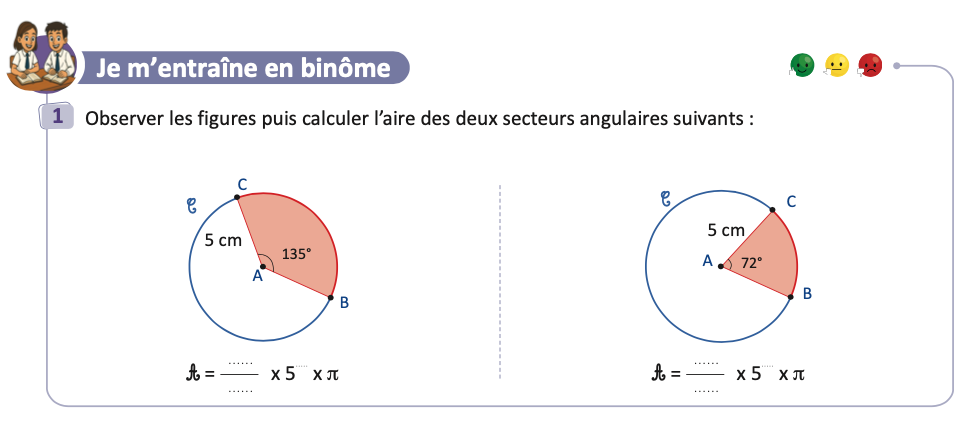 Je m’entraîne en binôme
1 Observer les figures puis calculer l’aire des deux secteurs angulaires suivants :
C
𝒞
5 cm
135°
A
B
𝒜 = ...... / ...... x 5..... x π
C
𝒞
5 cm
A
72°
B
𝒜 = ...... / ...... x 5..... x π